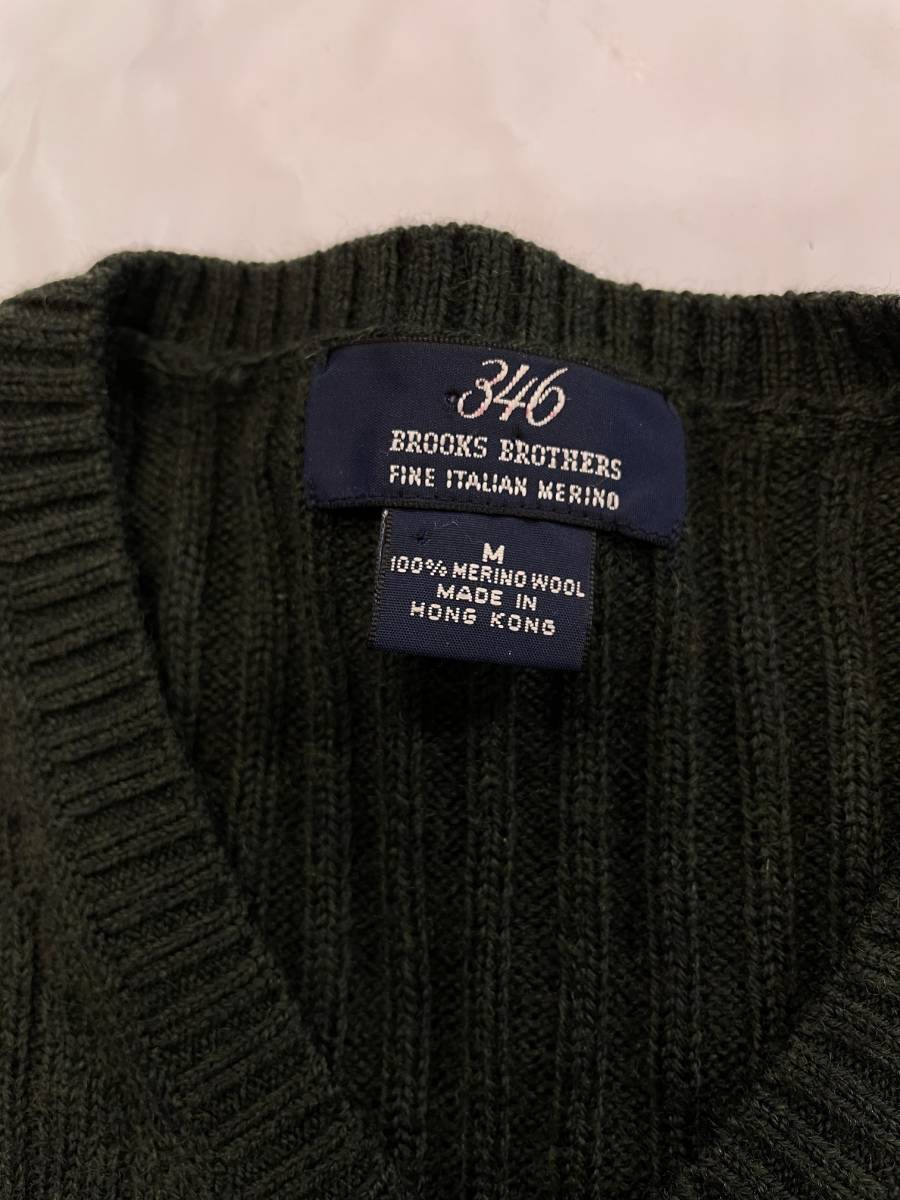 346
BROOKS BROTHERS
FINE ITALIAN MERINO
M
100% MERINO WOOL
MADE IN
HONG KONG